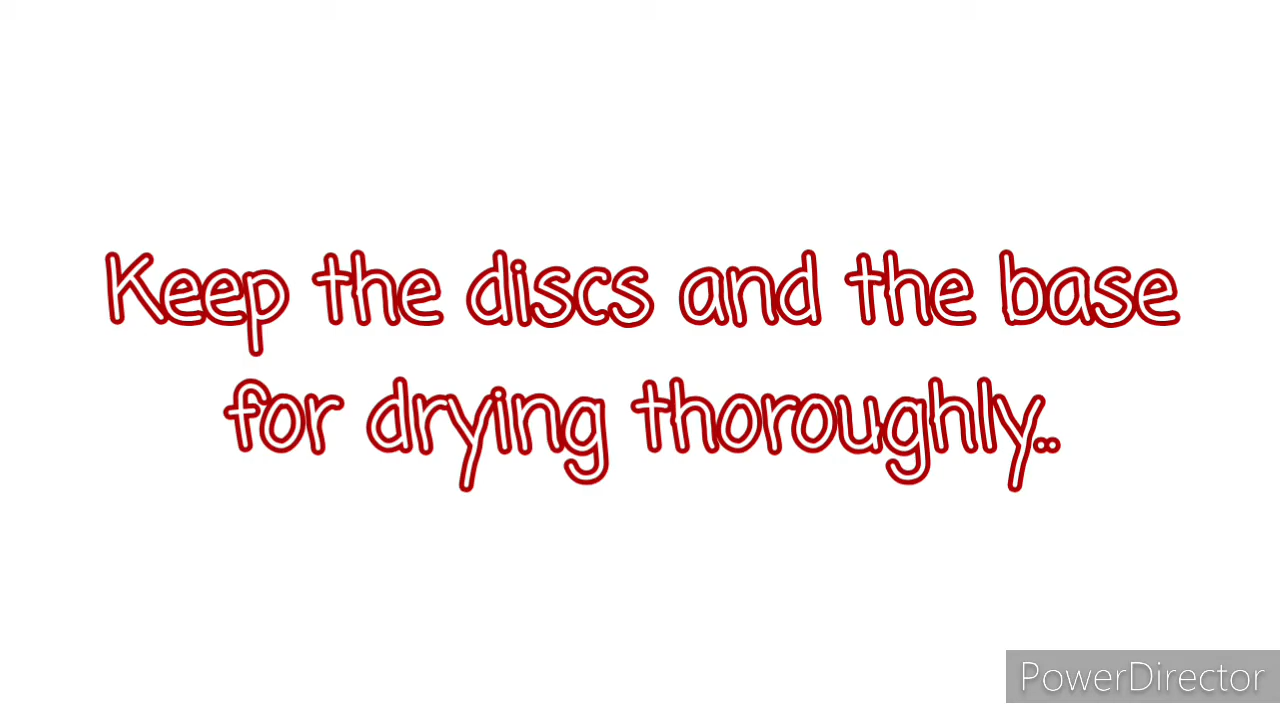 Keep the discs and the base
for drying thoroughly..
PowerDirector